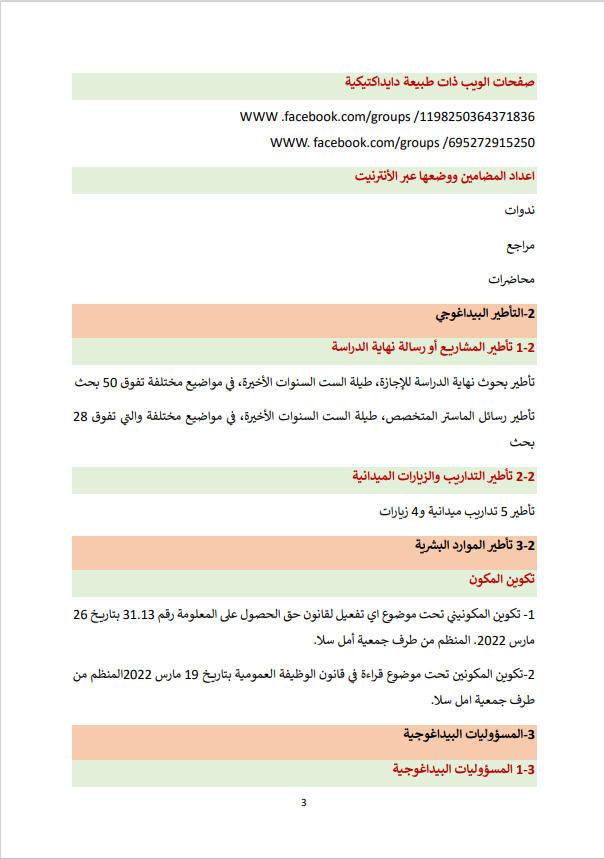 صفحات الويب ذات طبيعة دايداكتيكية
WWW .facebook.com/groups /1198250364371836
WWW. facebook.com/groups /695272915250
اعداد المضامين ووضعها عبر الأنترنيت
ندوات
مراجع
محاضرات
2-التأطير البيداغوجي
1-2 تأطير المشاريع أو رسالة نهاية الدراسة
تأطير بحوث نهاية الدراسة للإجازة، طيلة الست السنوات الأخيرة، في مواضيع مختلفة تفوق 50 بحث
تأطير رسائل الماستر المتخصص، طيلة الست السنوات الأخيرة، في مواضيع مختلفة والتي تفوق 28
بحث
2-2 تأطير التداريب والزيارات الميدانية
تأطير 5 تداريب ميدانية و4 زيارات
3-2 تأطير الموارد البشرية
تكوين المكون
1- تكوين المكونيني تحت موضوع اي تفعيل لقانون حق الحصول على المعلومة رقم 31.13 بتاريخ 26
مارس 2022. المنظم من طرف جمعية أمل سلا.
2-تكوين المكونين تحت موضوع قراءة في قانون الوظيفة العمومية بتاريخ 19 مارس 2022المنظم من
طرف جمعية امل سلا.
3-المسؤوليات البيداغوجية
1-3 المسؤوليات البيداغوجية
3